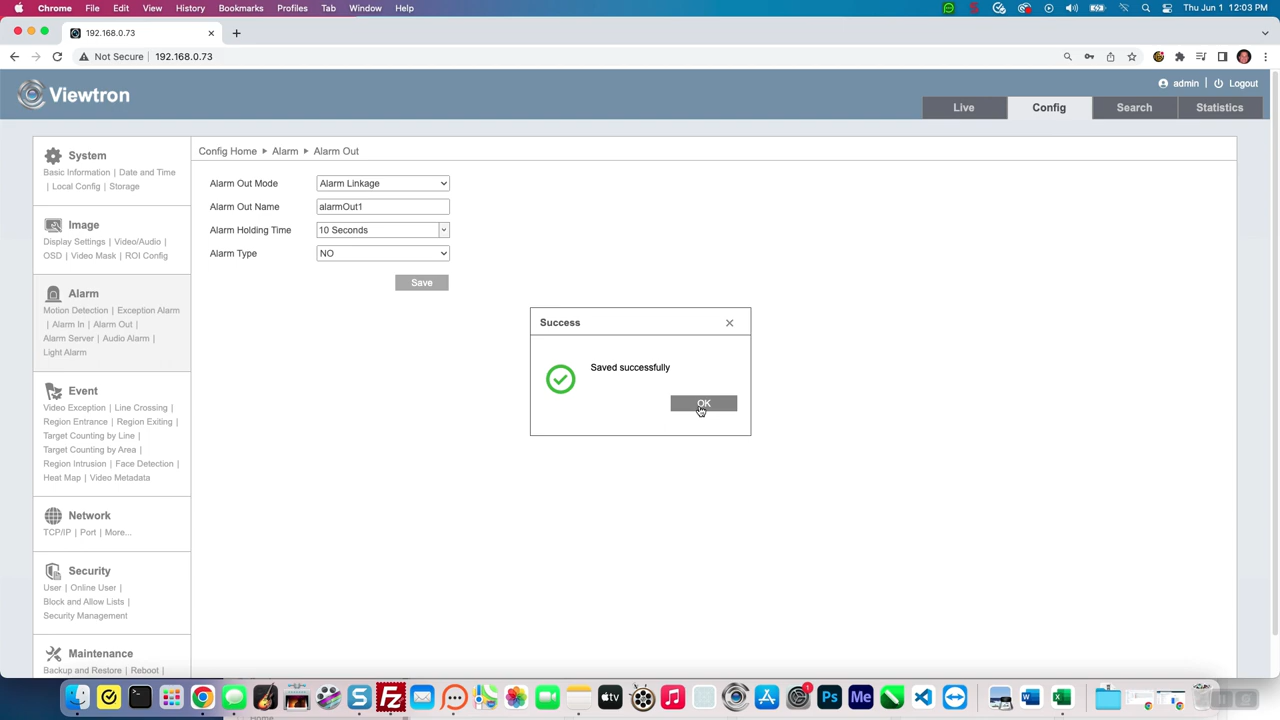 Chrome File Edit View History Bookmarks Profiles Tab Window Help Thu Jun 1 12:03 PM
192.168.0.73
Not Secure 192.168.0.73
Viewtron
admin | Logout
Live Config Search Statistics
System
Basic Information | Date and Time
| Local Config | Storage
Image
Display Settings | Video/Audio |
OSD | Video Mask | ROI Config
Alarm
Motion Detection | Exception Alarm
| Alarm In | Alarm Out |
Alarm Server | Audio Alarm |
Light Alarm
Event
Video Exception | Line Crossing |
Region Entrance | Region Exiting |
Target Counting by Line |
Target Counting by Area |
Region Intrusion | Face Detection |
Heat Map | Video Metadata
Network
TCP/IP | Port | More...
Security
User | Online User |
Block and Allow Lists |
Security Management
Maintenance
Backup and Restore | Reboot |
Config Home ▸ Alarm ▸ Alarm Out
Alarm Out Mode Alarm Linkage
Alarm Out Name alarmOut1
Alarm Holding Time 10 Seconds
Alarm Type NO
Save
Success
Saved successfully
OK
tv
1
Ps
Me
W
X
Fz
S
Home